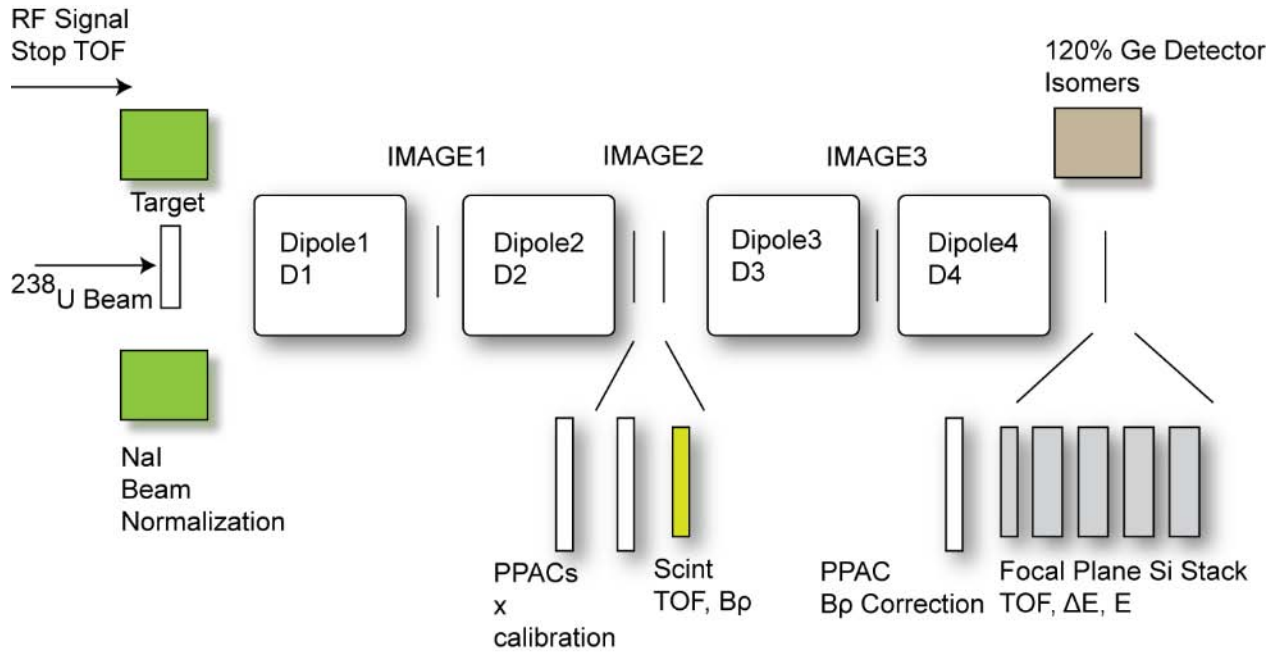 RF Signal
Stop TOF
120% Ge Detector
Isomers
IMAGE1
IMAGE2
IMAGE3
Target
Dipole1
D1
Dipole2
D2
Dipole3
D3
Dipole4
D4
238U Beam
NaI
Beam
Normalization
PPACs
x
calibration
Scint
TOF, Bρ
PPAC
Bρ Correction
Focal Plane Si Stack
TOF, ΔE, E